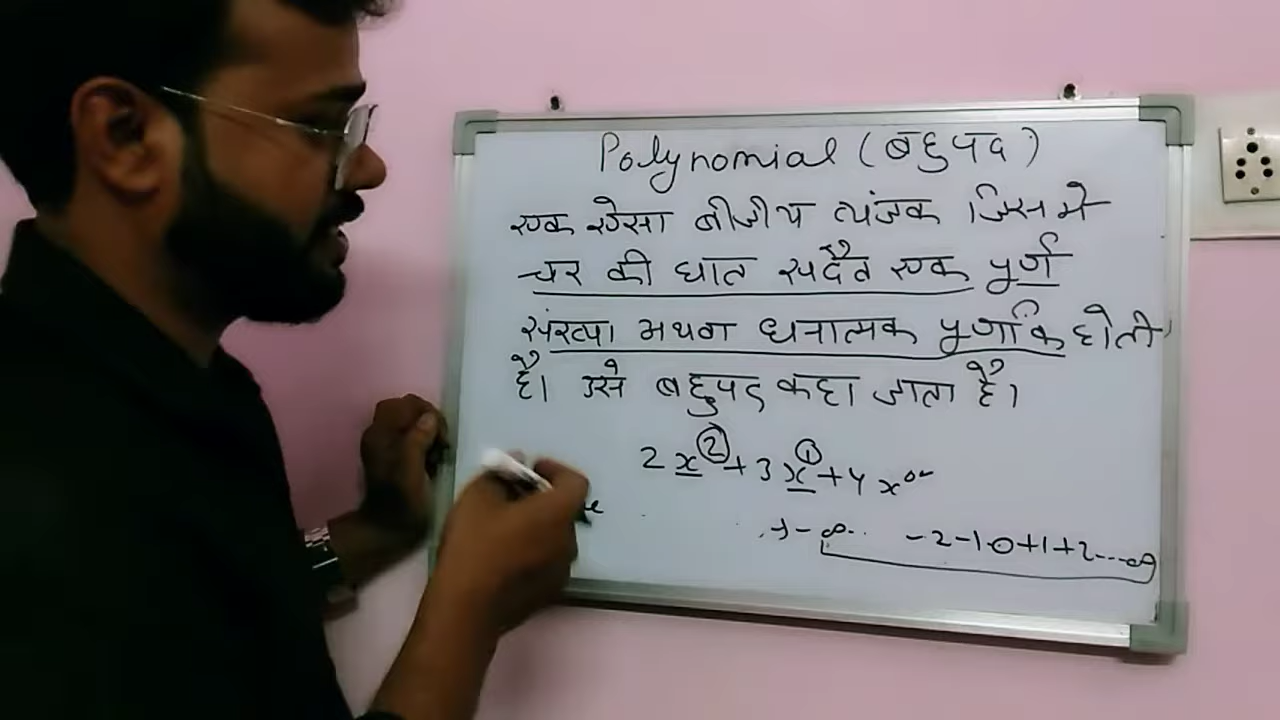 Polynomial (बहुपद)
एक ऐसा बीजीय व्यंजक जिसमे
चर की घात सदैव एक पूर्ण
संख्या अथवा धनात्मक पूर्णांक होती
है। उसे बहुपद कहा जाता है।
2x²+3x¹+4x⁰
-∞.. -2-1 0+1+2---∞